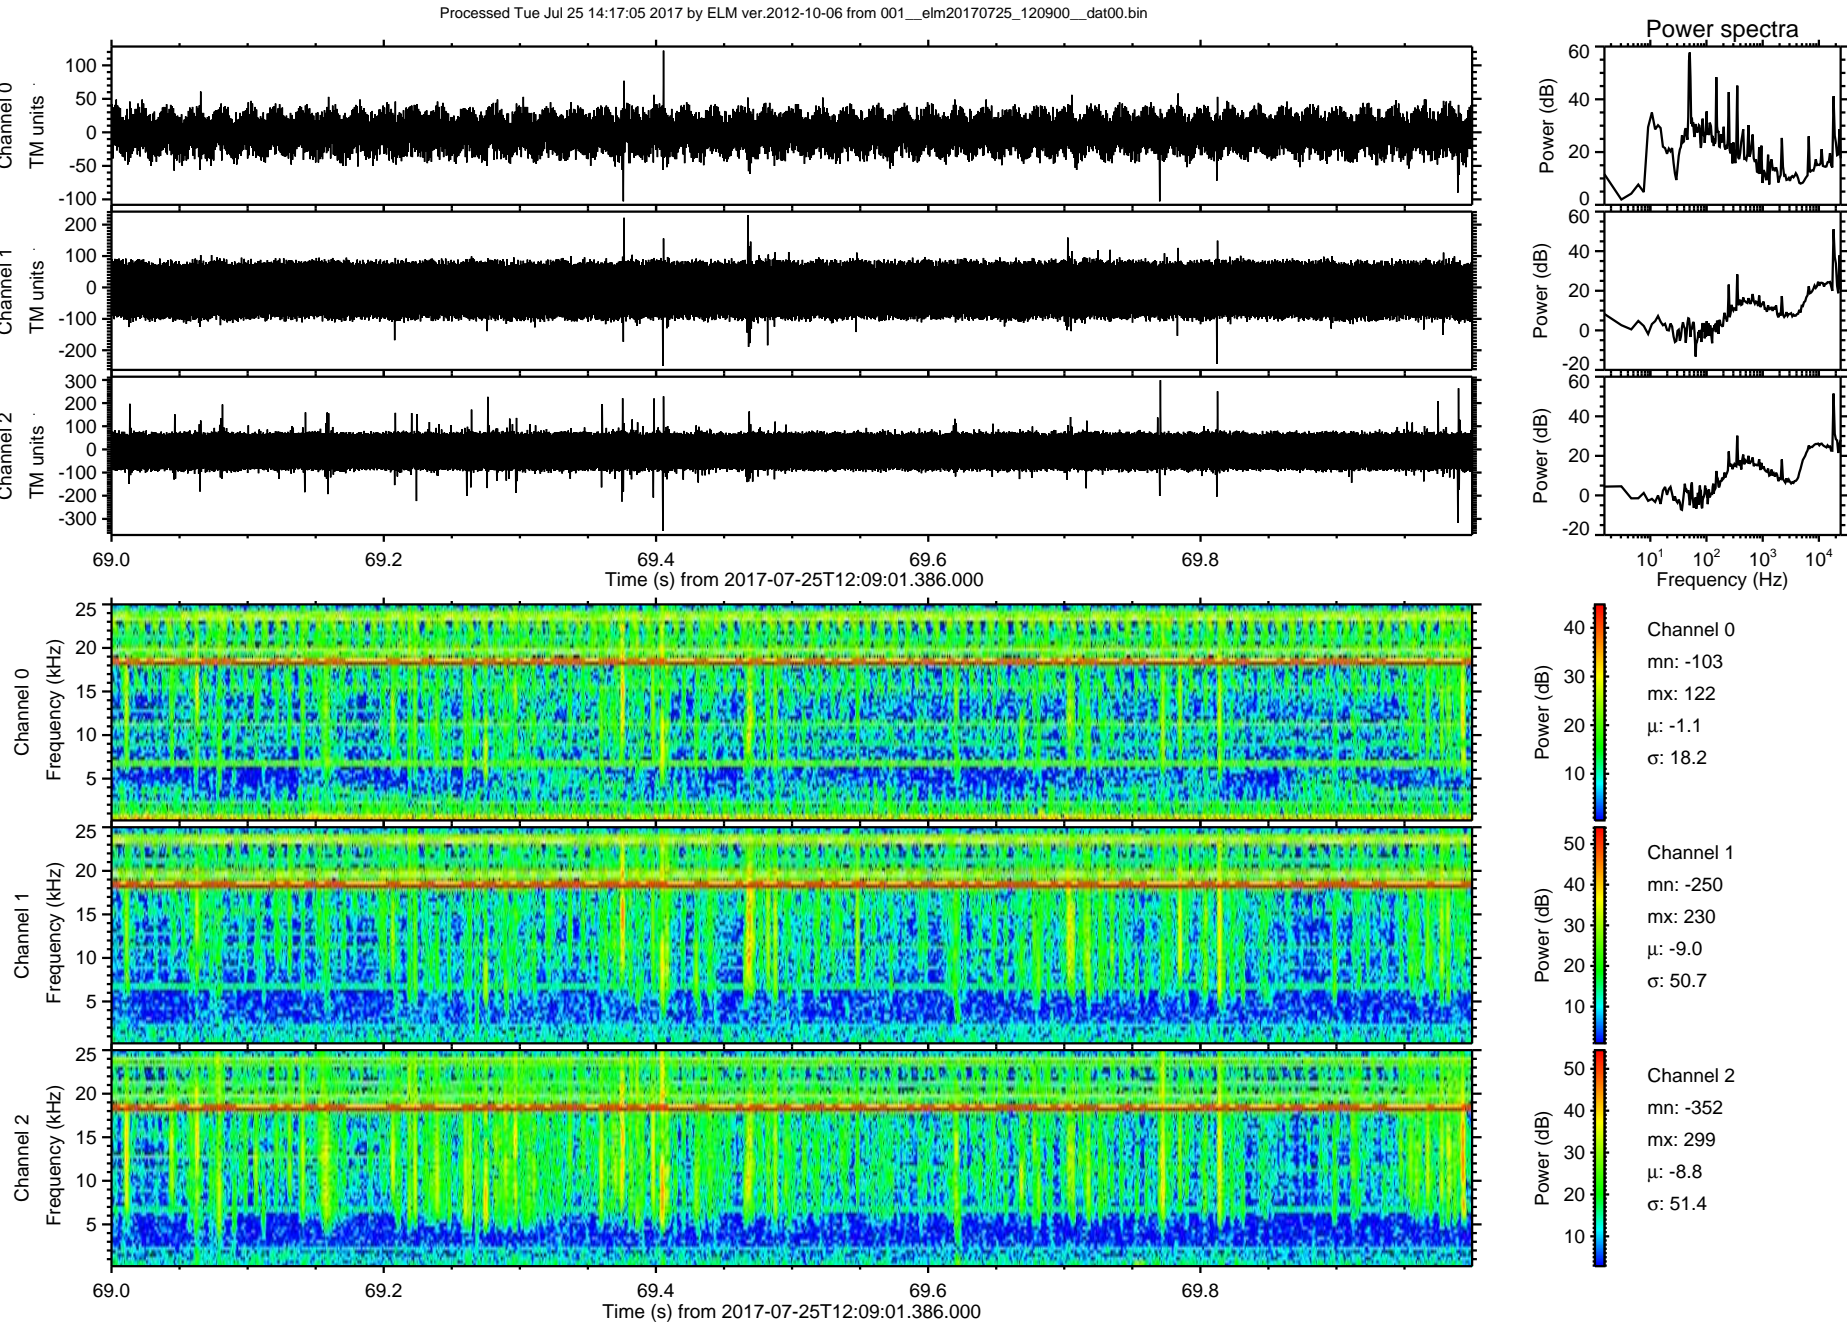 Processed Tue Jul 25 14:17:05 2017 by ELM ver.2012-10-06 from 001__elm20170725_120900__dat00.bin
Power spectra
Channel 0
TM units
100
50
0
-50
-100
Power (dB)
60
40
20
0
Channel 1
TM units
200
100
0
-100
-200
Power (dB)
60
40
20
0
-20
Channel 2
TM units
300
200
100
0
-100
-200
-300
Power (dB)
60
40
20
0
-20
69.0 69.2 69.4 69.6 69.8
Time (s) from 2017-07-25T12:09:01.386.000
10¹ 10² 10³ 10⁴
Frequency (Hz)
Channel 0
Frequency (kHz)
25
20
15
10
5
Power (dB)
40
30
20
10
Channel 0
mn: -103
mx: 122
μ: -1.1
σ: 18.2
Channel 1
Frequency (kHz)
25
20
15
10
5
Power (dB)
50
40
30
20
10
Channel 1
mn: -250
mx: 230
μ: -9.0
σ: 50.7
Channel 2
Frequency (kHz)
25
20
15
10
5
Power (dB)
50
40
30
20
10
Channel 2
mn: -352
mx: 299
μ: -8.8
σ: 51.4
69.0 69.2 69.4 69.6 69.8
Time (s) from 2017-07-25T12:09:01.386.000